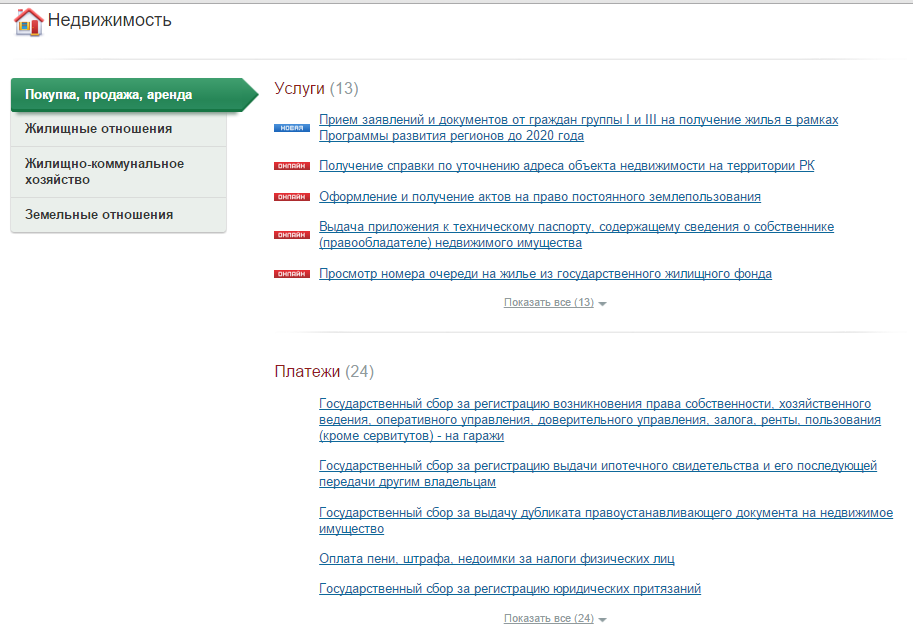 Недвижимость
Покупка, продажа, аренда
Жилищные отношения
Жилищно-коммунальное
хозяйство
Земельные отношения
Услуги (13)
НОВАЯ
Прием заявлений и документов от граждан группы I и III на получение жилья в рамках
Программы развития регионов до 2020 года
ОНЛАЙН
Получение справки по уточнению адреса объекта недвижимости на территории РК
ОНЛАЙН
Оформление и получение актов на право постоянного землепользования
ОНЛАЙН
Выдача приложения к техническому паспорту, содержащему сведения о собственнике
(правообладателе) недвижимого имущества
ОНЛАЙН
Просмотр номера очереди на жилье из государственного жилищного фонда
Показать все (13)
Платежи (24)
Государственный сбор за регистрацию возникновения права собственности, хозяйственного
ведения, оперативного управления, доверительного управления, залога, ренты, пользования
(кроме сервитутов) - на гаражи
Государственный сбор за регистрацию выдачи ипотечного свидетельства и его последующей
передачи другим владельцам
Государственный сбор за выдачу дубликата правоустанавливающего документа на недвижимое
имущество
Оплата пени, штрафа, недоимки за налоги физических лиц
Государственный сбор за регистрацию юридических притязаний
Показать все (24)